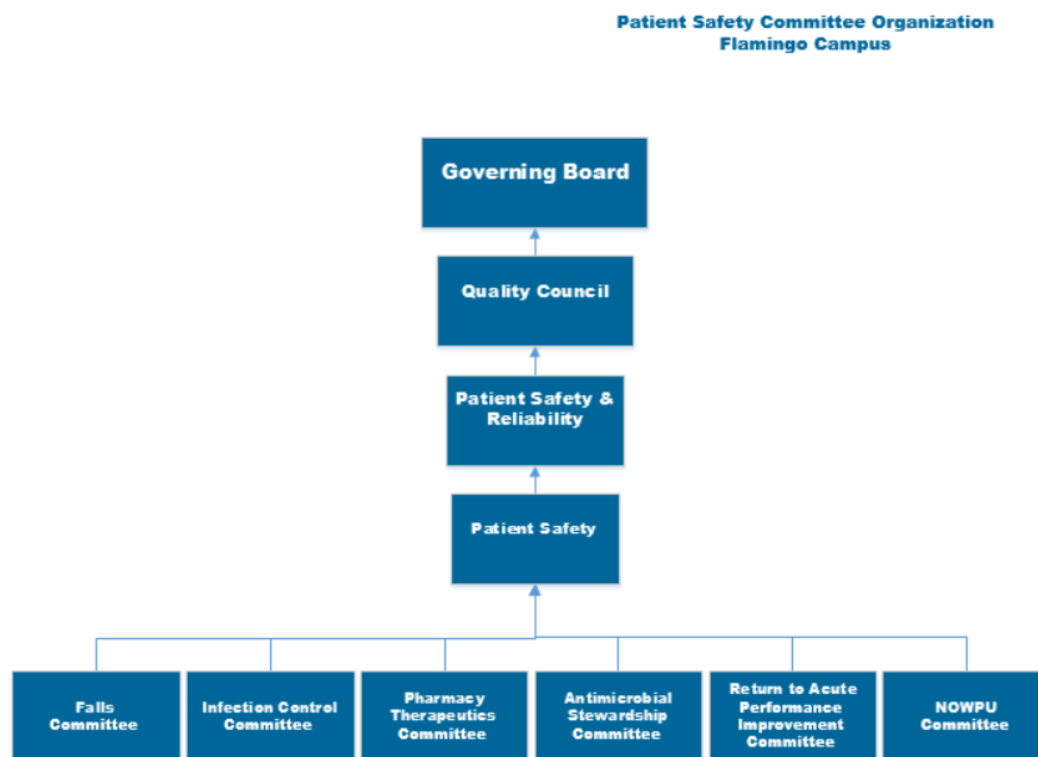 Patient Safety Committee Organization
Flamingo Campus
Governing Board
Quality Council
Patient Safety &
Reliability
Patient Safety
Falls
Committee
Infection Control
Committee
Pharmacy
Therapeutics
Committee
Antimicrobial
Stewardship
Committee
Return to Acute
Performance
Improvement
Committee
NOWPU
Committee